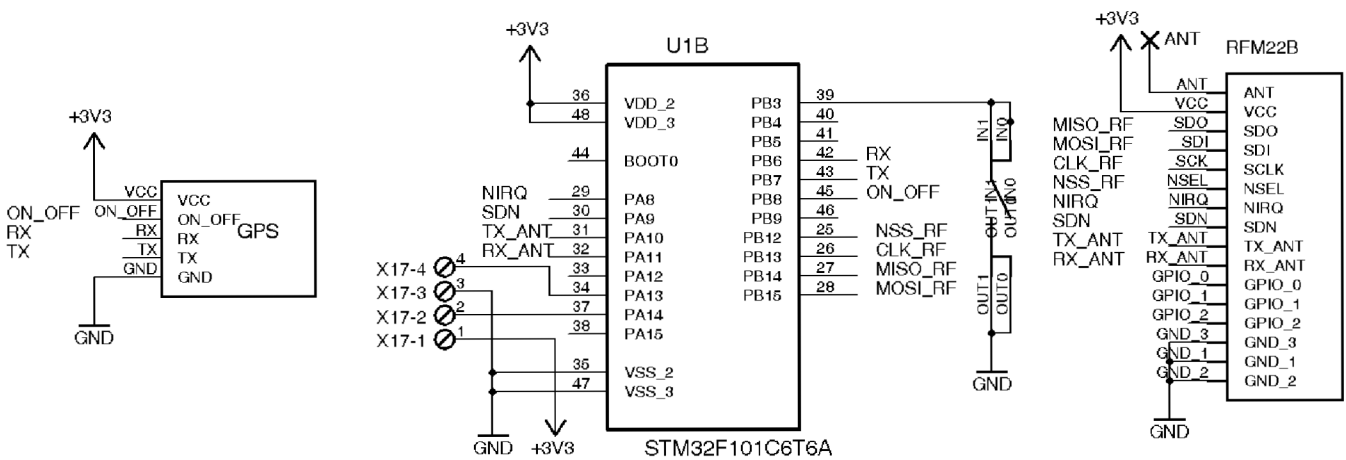 +3V3
VCC
ON_OFF
RX
TX
GND
ON_OFF
RX
TX
VCC
ON_OFF
RX
TX
GND
GPS
GND
+3V3
U1B
36 VDD_2
48 VDD_3
44 BOOT0
NIRQ 29 PA8
SDN 30 PA9
TX_ANT 31 PA10
RX_ANT 32 PA11
33 PA12
34 PA13
37 PA14
38 PA15
35 VSS_2
47 VSS_3
X17-4 4
X17-3 3
X17-2 2
X17-1 1
GND
+3V3
PB3 39
PB4 40
PB5 41
PB6 42 RX
PB7 43 TX
PB8 45 ON_OFF
PB9 46
PB12 25 NSS_RF
PB13 26 CLK_RF
PB14 27 MISO_RF
PB15 28 MOSI_RF
STM32F101C6T6A
IN1
IN0
OUT1
OUT0
GND
+3V3
ANT
RFM22B
ANT ANT
VCC VCC
MISO_RF SDO SDO
MOSI_RF SDI SDI
CLK_RF SCK SCLK
NSS_RF NSEL NSEL
NIRQ NIRQ NIRQ
SDN SDN SDN
TX_ANT TX_ANT TX_ANT
RX_ANT RX_ANT RX_ANT
GPIO_0 GPIO_0
GPIO_1 GPIO_1
GPIO_2 GPIO_2
GND_3 GND_3
GND_1 GND_1
GND_2 GND_2
GND